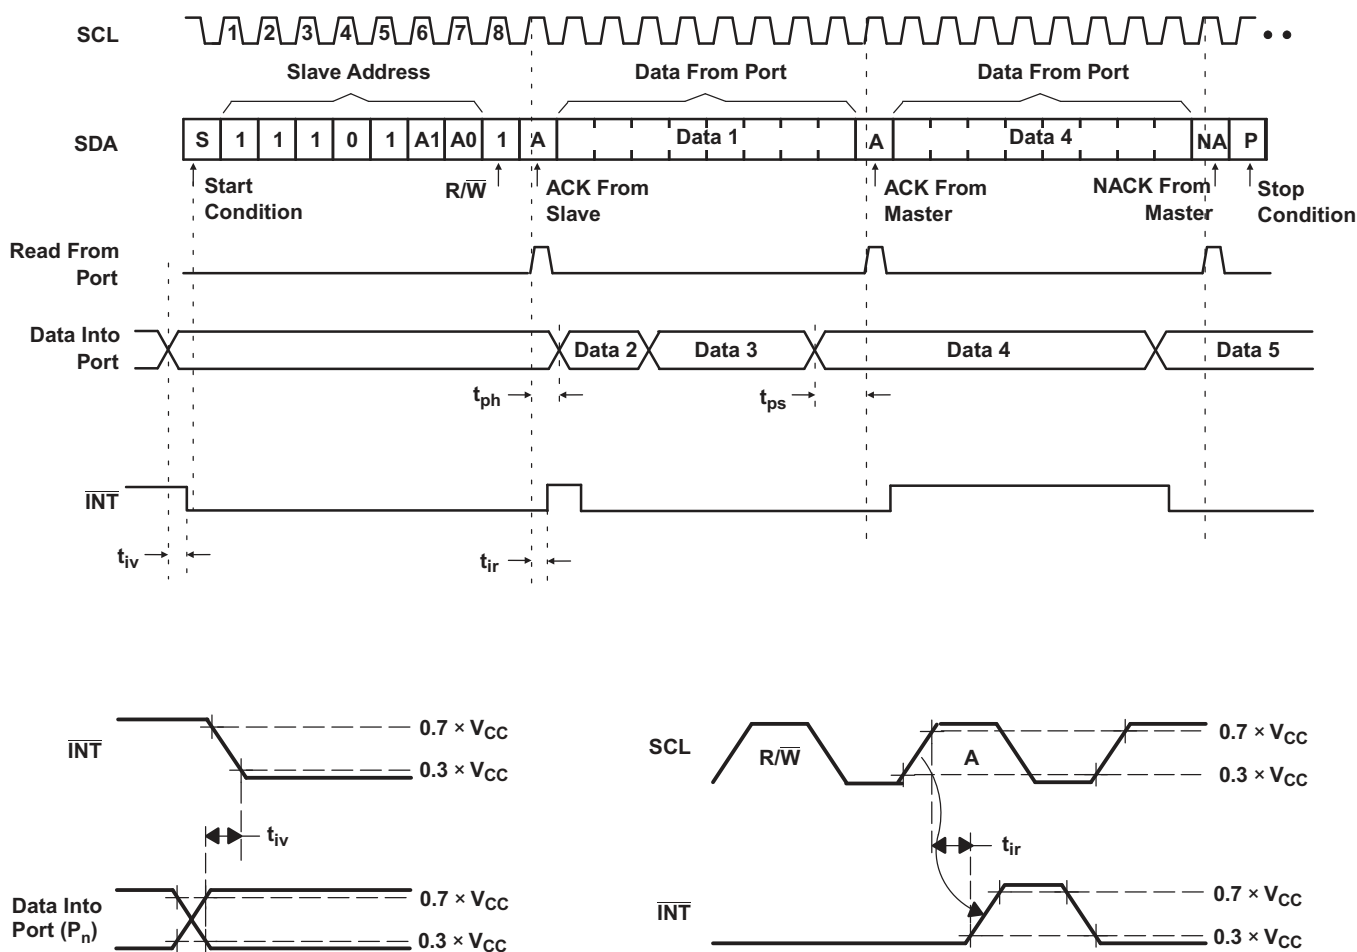 SCL
1 2 3 4 5 6 7 8
Slave Address Data From Port Data From Port
SDA
S 1 1 1 0 1 A1 A0 1 A Data 1 A Data 4 NA P
Start Condition
R/W̅
ACK From Slave
ACK From Master
NACK From Master
Stop Condition
Read From Port
Data Into Port
Data 2 Data 3 Data 4 Data 5
tph
tps
I̅N̅T̅
tiv
tir
I̅N̅T̅
0.7 × VCC
0.3 × VCC
tiv
Data Into Port (Pn)
0.7 × VCC
0.3 × VCC
SCL
R/W̅
A
0.7 × VCC
0.3 × VCC
tir
I̅N̅T̅
0.7 × VCC
0.3 × VCC